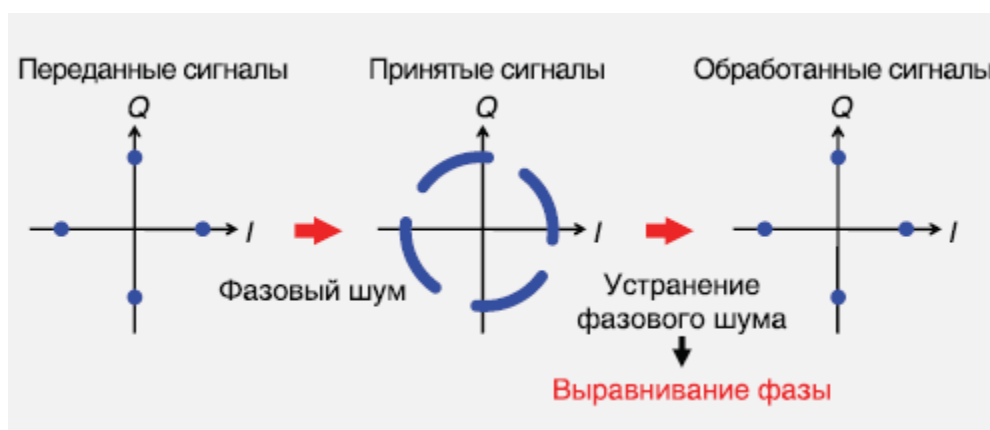 Переданные сигналы
Принятые сигналы
Обработанные сигналы
Q
Q
Q
I
I
I
Фазовый шум
Устранение
фазового шума
Выравнивание фазы